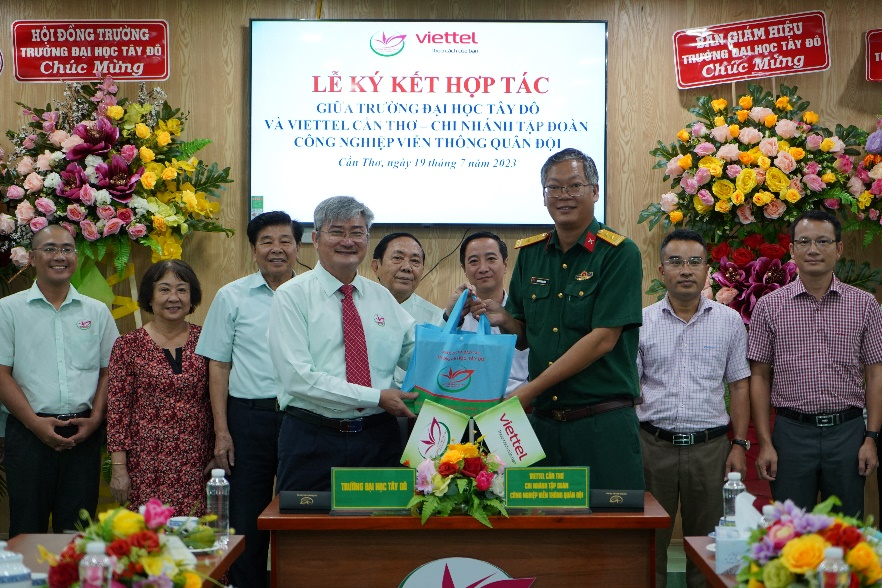 HỘI ĐỒNG TRƯỜNG
TRƯỜNG ĐẠI HỌC TÂY ĐÔ
Chúc Mừng
viettel
Theo cách của bạn
LỄ KÝ KẾT HỢP TÁC
GIỮA TRƯỜNG ĐẠI HỌC TÂY ĐÔ
VÀ VIETTEL CẦN THƠ – CHI NHÁNH TẬP ĐOÀN
CÔNG NGHIỆP VIỄN THÔNG QUÂN ĐỘI
Cần Thơ, ngày 19 tháng 7 năm 2023
BAN GIÁM HIỆU
TRƯỜNG ĐẠI HỌC TÂY ĐÔ
Chúc Mừng
viettel
TRƯỜNG ĐẠI HỌC TÂY ĐÔ
VIETTEL CẦN THƠ
CHI NHÁNH TẬP ĐOÀN
CÔNG NGHIỆP VIỄN THÔNG QUÂN ĐỘI